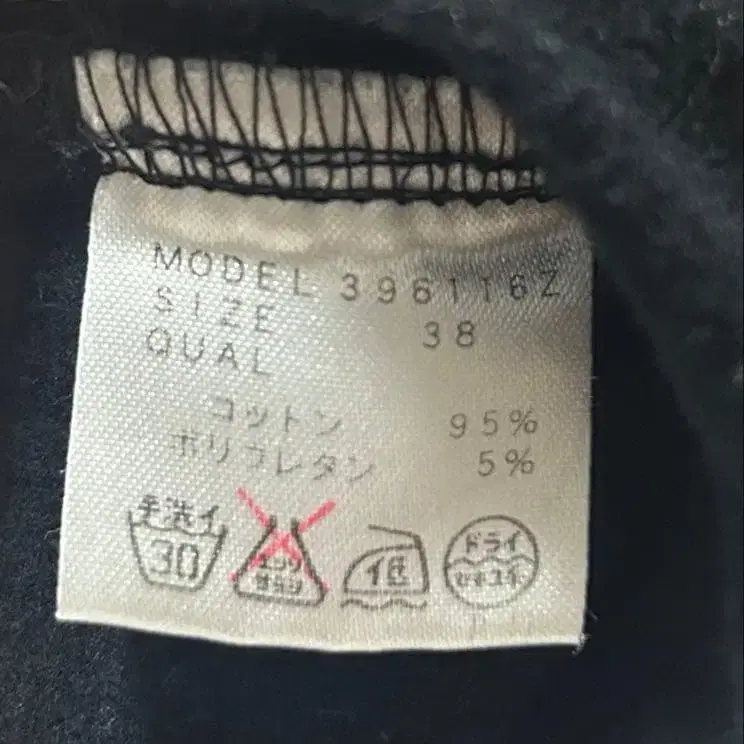 MODEL 396116Z
SIZE 38
QUAL
コットン 95%
ポリウレタン 5%
手洗イ 30
エンソ サラシ
低
ドライ セキユ系